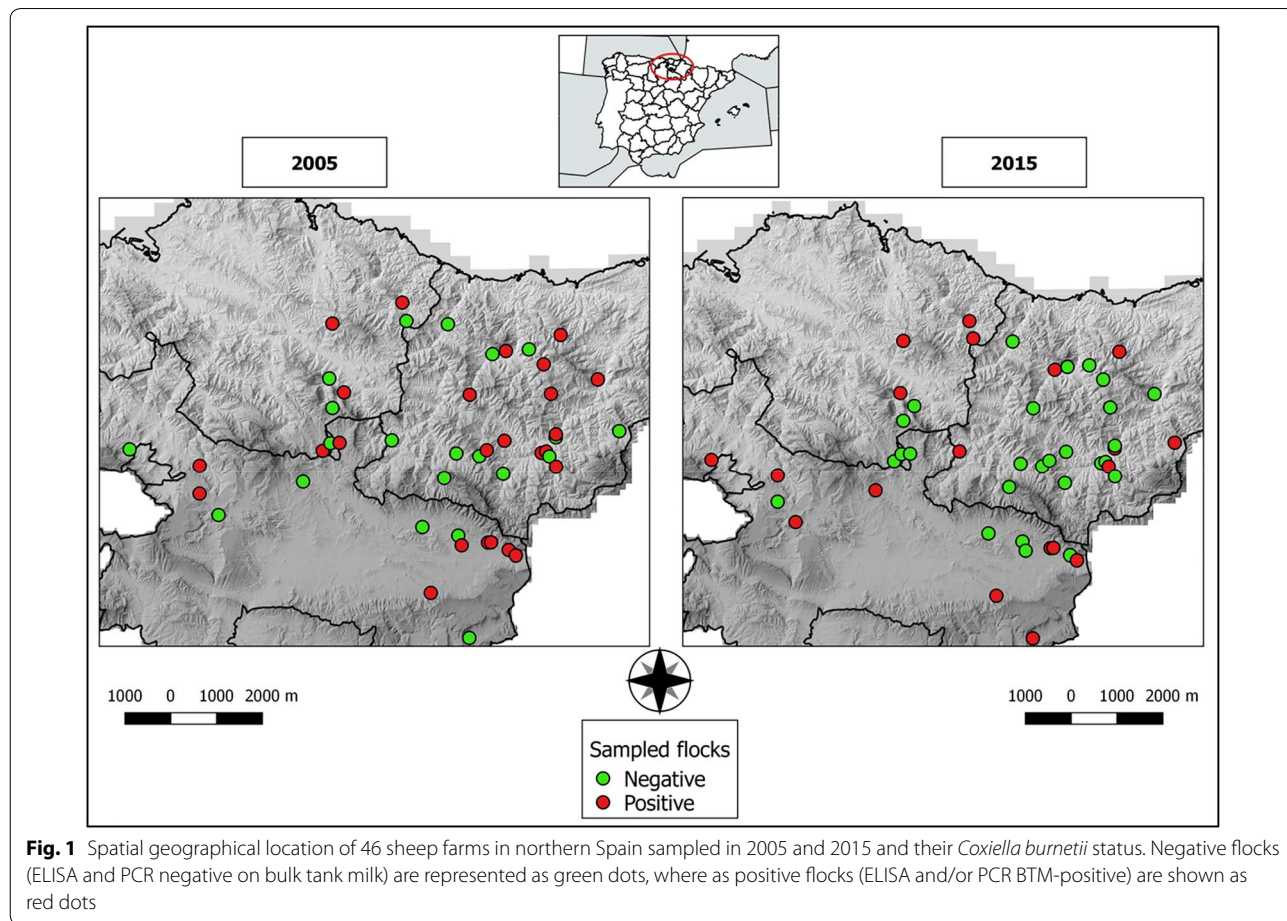 2005
2015
1000 0 1000 2000 m
1000 0 1000 2000 m
Sampled flocks
Negative
Positive
Fig. 1 Spatial geographical location of 46 sheep farms in northern Spain sampled in 2005 and 2015 and their Coxiella burnetii status. Negative flocks
(ELISA and PCR negative on bulk tank milk) are represented as green dots, where as positive flocks (ELISA and/or PCR BTM-positive) are shown as
red dots